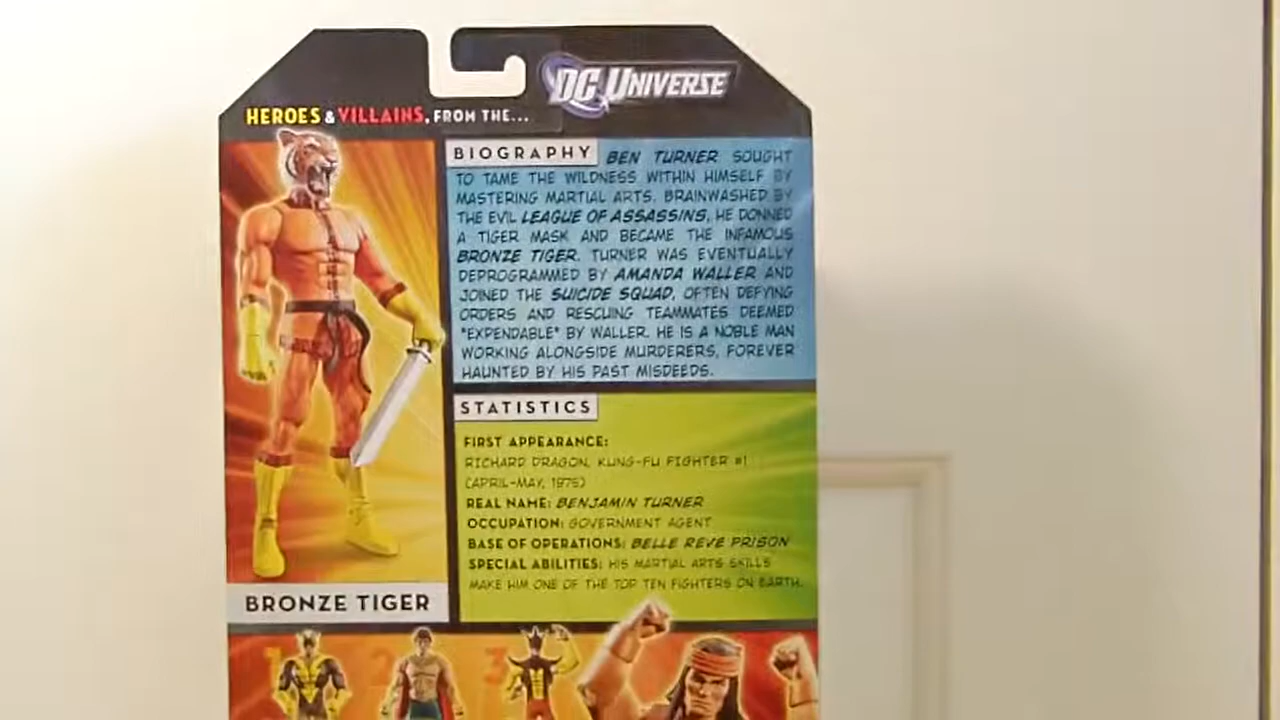 DC UNIVERSE
HEROES & VILLAINS, FROM THE...
BIOGRAPHY BEN TURNER SOUGHT
TO TAME THE WILDNESS WITHIN HIMSELF BY
MASTERING MARTIAL ARTS. BRAINWASHED BY
THE EVIL LEAGUE OF ASSASSINS, HE DONNED
A TIGER MASK AND BECAME THE INFAMOUS
BRONZE TIGER. TURNER WAS EVENTUALLY
DEPROGRAMMED BY AMANDA WALLER AND
JOINED THE SUICIDE SQUAD, OFTEN DEFYING
ORDERS AND RESCUING TEAMMATES DEEMED
"EXPENDABLE" BY WALLER. HE IS A NOBLE MAN
WORKING ALONGSIDE MURDERERS, FOREVER
HAUNTED BY HIS PAST MISDEEDS.
STATISTICS
FIRST APPEARANCE:
RICHARD DRAGON, KUNG-FU FIGHTER #1
(APRIL-MAY, 1975)
REAL NAME: BENJAMIN TURNER
OCCUPATION: GOVERNMENT AGENT
BASE OF OPERATIONS: BELLE REVE PRISON
SPECIAL ABILITIES: HIS MARTIAL ARTS SKILLS
MAKE HIM ONE OF THE TOP TEN FIGHTERS ON EARTH.
BRONZE TIGER
1 2 3